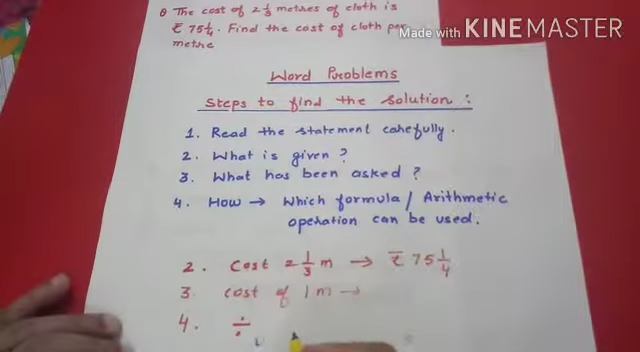 Q The cost of 2 1/3 metres of cloth is
₹ 75 1/4. Find the cost of cloth per
metre
Made with KINEMASTER
Word Problems
Steps to find the solution :
1. Read the statement carefully.
2. What is given ?
3. What has been asked ?
4. How → Which formula / Arithmetic
operation can be used.
2. Cost 2 1/3 m → ₹ 75 1/4
3. cost of 1 m →
4. ÷